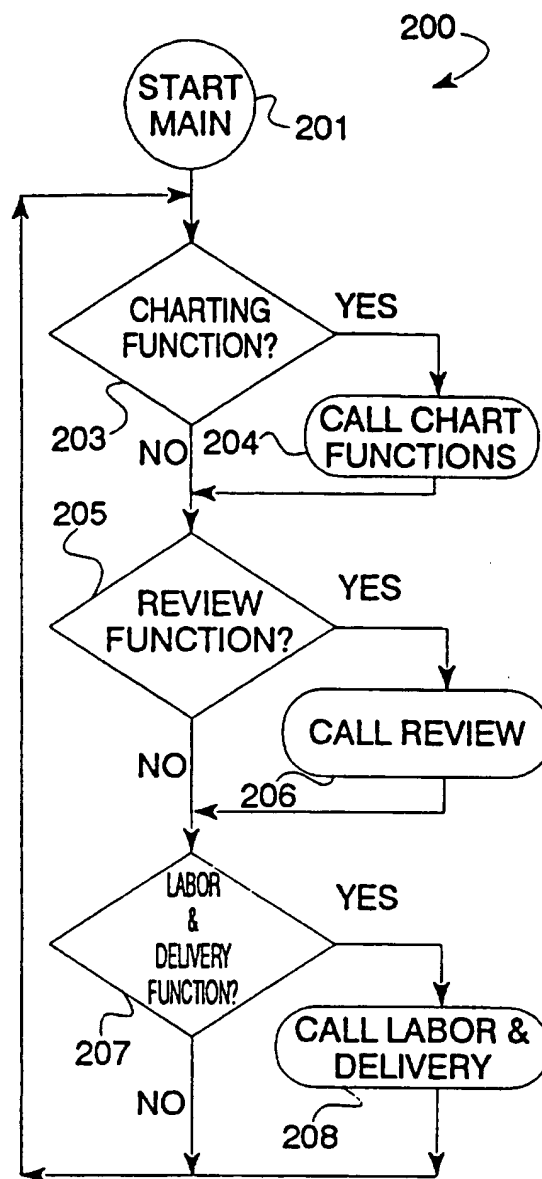 200
START
MAIN
201
CHARTING
FUNCTION?
YES
203
NO
204
CALL CHART
FUNCTIONS
205
REVIEW
FUNCTION?
YES
CALL REVIEW
NO
206
LABOR
&
DELIVERY
FUNCTION?
YES
207
CALL LABOR &
DELIVERY
NO
208